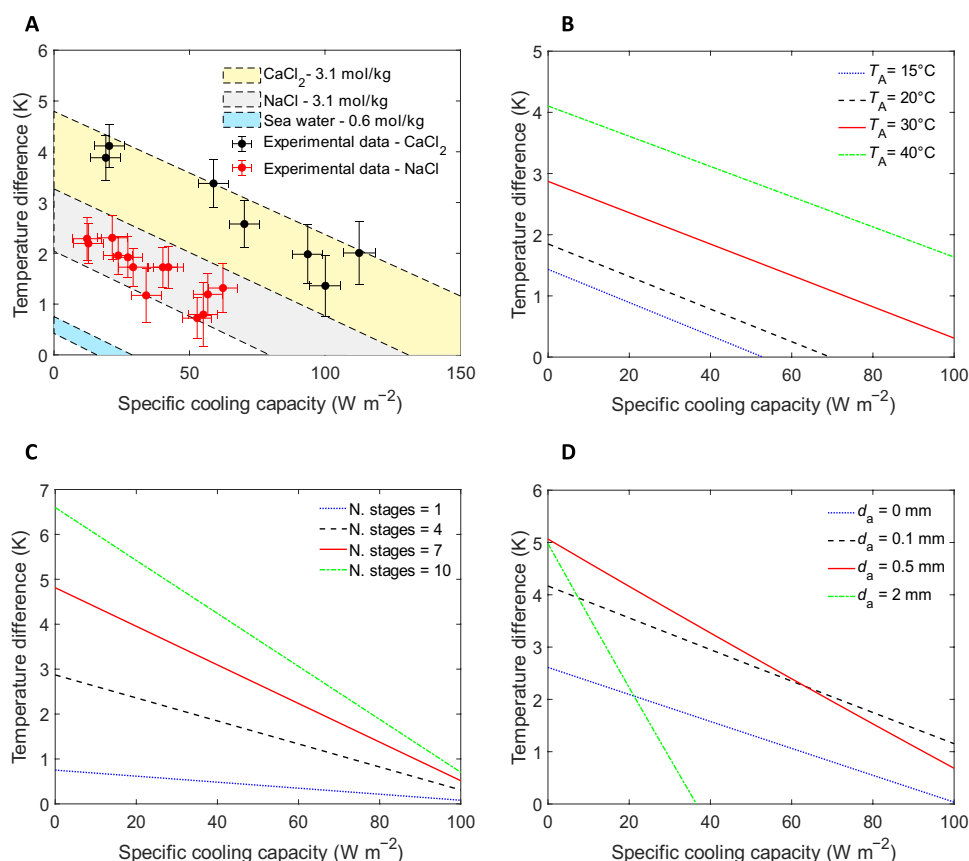 A
Temperature difference (K)
6
5
4
3
2
1
0
0 50 100 150
Specific cooling capacity (W m⁻²)
CaCl₂ - 3.1 mol/kg
NaCl - 3.1 mol/kg
Sea water - 0.6 mol/kg
Experimental data - CaCl₂
Experimental data - NaCl
B
Temperature difference (K)
5
4
3
2
1
0
0 20 40 60 80 100
Specific cooling capacity (W m⁻²)
T_A = 15°C
T_A = 20°C
T_A = 30°C
T_A = 40°C
C
Temperature difference (K)
7
6
5
4
3
2
1
0
0 20 40 60 80 100
Specific cooling capacity (W m⁻²)
N. stages = 1
N. stages = 4
N. stages = 7
N. stages = 10
D
Temperature difference (K)
6
5
4
3
2
1
0
0 20 40 60 80 100
Specific cooling capacity (W m⁻²)
dₐ = 0 mm
dₐ = 0.1 mm
dₐ = 0.5 mm
dₐ = 2 mm